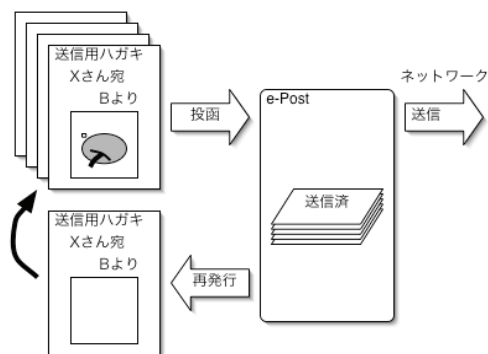 送信用ハガキ
Xさん宛
Bより
投函
e-Post
ネットワーク
送信
送信済
送信用ハガキ
Xさん宛
Bより
再発行